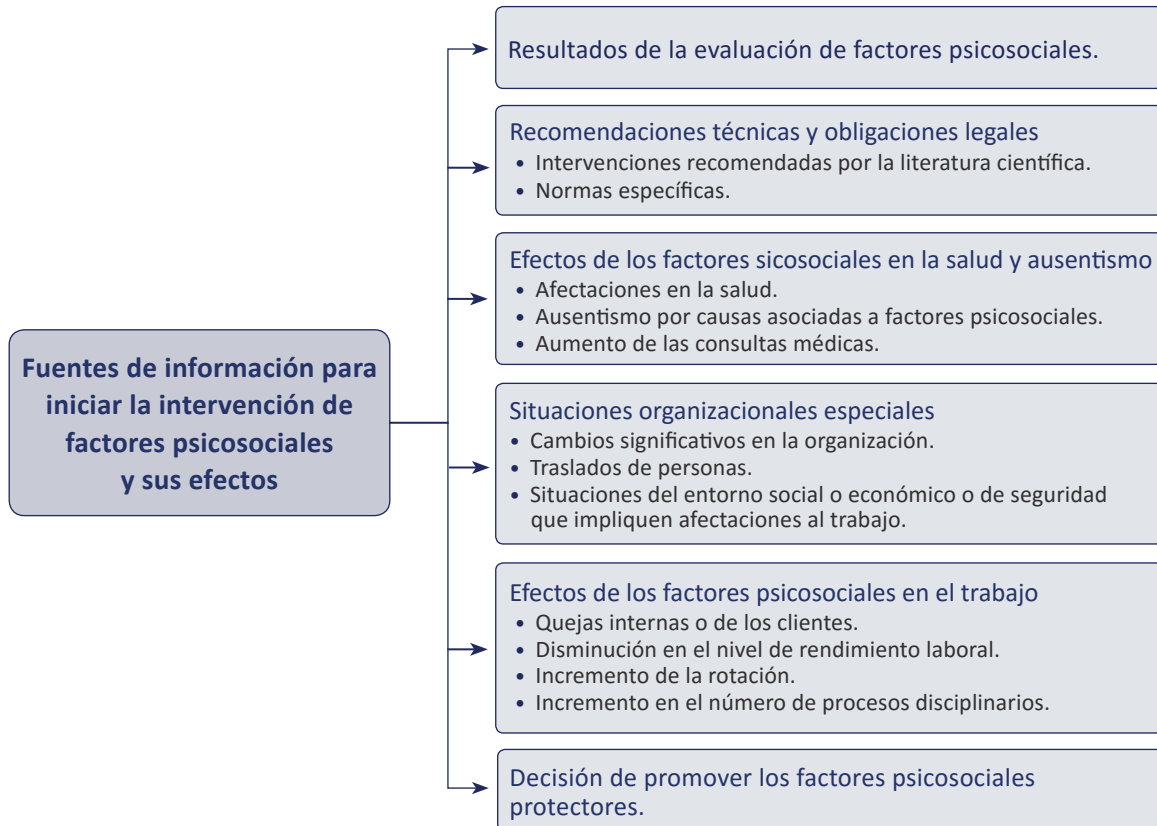 Resultados de la evaluación de factores psicosociales.
Recomendaciones técnicas y obligaciones legales
• Intervenciones recomendadas por la literatura científica.
• Normas específicas.
Efectos de los factores sicosociales en la salud y ausentismo
• Afectaciones en la salud.
• Ausentismo por causas asociadas a factores psicosociales.
• Aumento de las consultas médicas.
Fuentes de información para
iniciar la intervención de
factores psicosociales
y sus efectos
Situaciones organizacionales especiales
• Cambios significativos en la organización.
• Traslados de personas.
• Situaciones del entorno social o económico o de seguridad
que impliquen afectaciones al trabajo.
Efectos de los factores psicosociales en el trabajo
• Quejas internas o de los clientes.
• Disminución en el nivel de rendimiento laboral.
• Incremento de la rotación.
• Incremento en el número de procesos disciplinarios.
Decisión de promover los factores psicosociales
protectores.